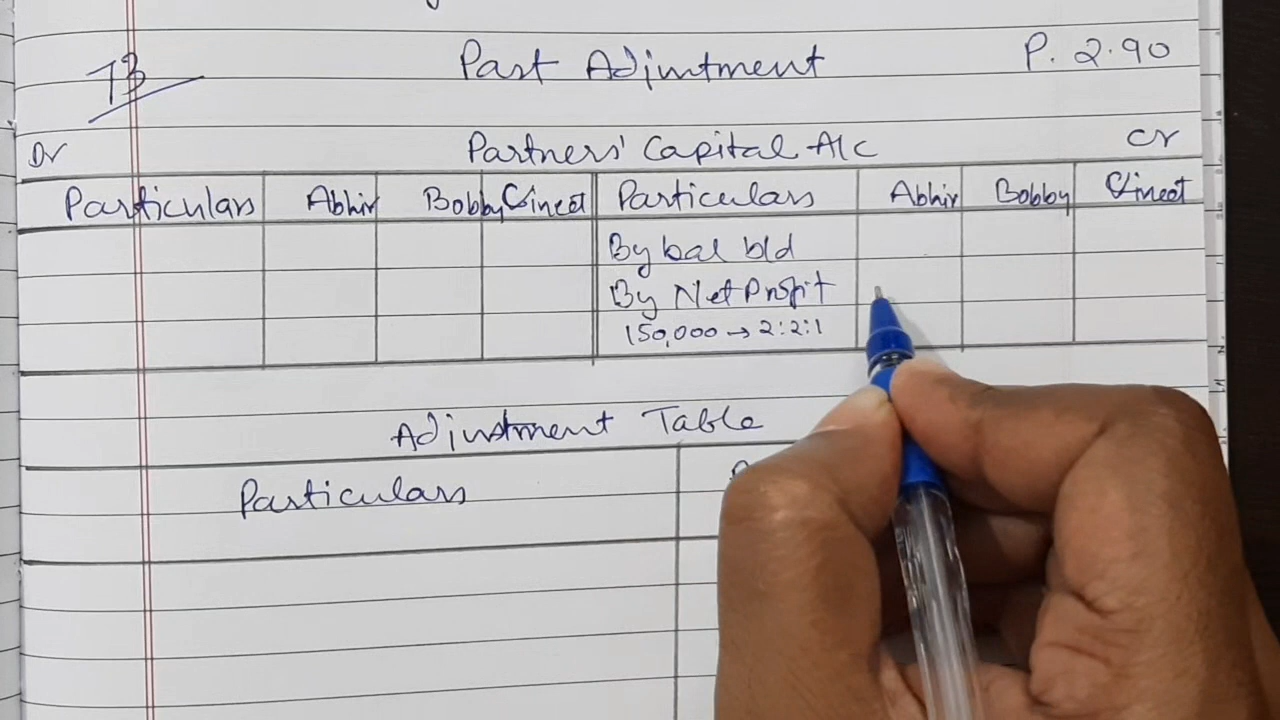 73 Past Adjustment P. 2.90
Dr Partners' Capital A/c Cr
Particulars Abhir Bobby Vineet Particulars Abhir Bobby Vineet
By bal b/d
By Net Profit
150,000 → 2:2:1
Adjustment Table
Particulars